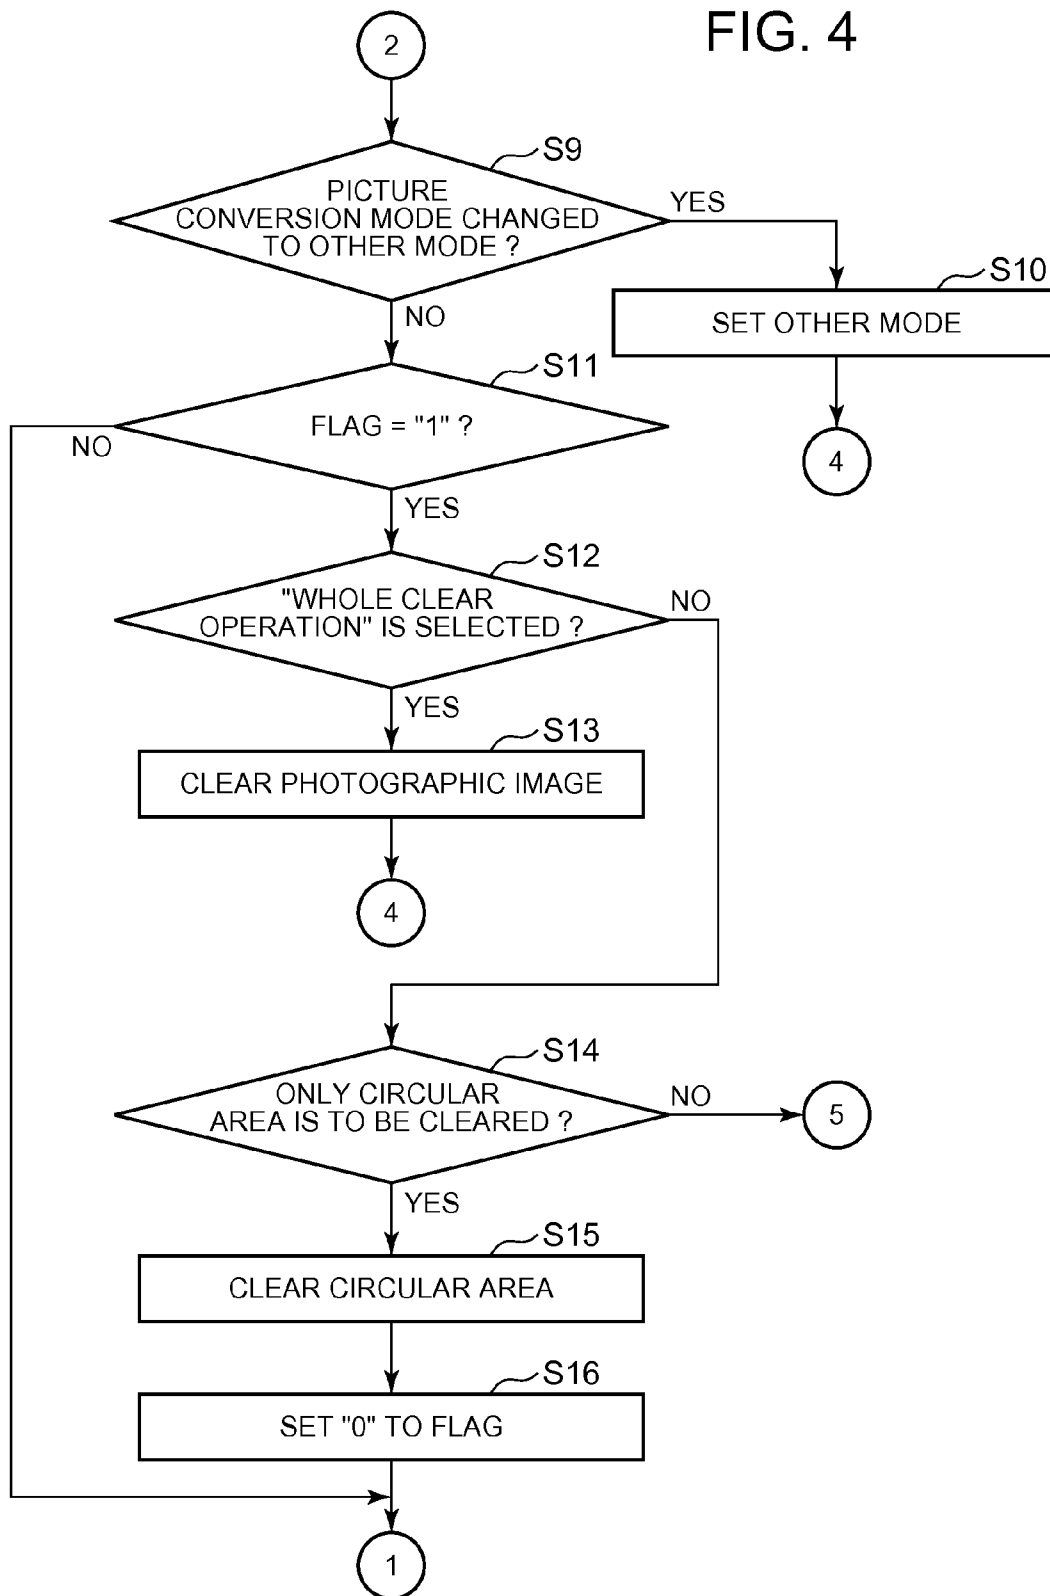 FIG. 4
2
S9
PICTURE
CONVERSION MODE CHANGED
TO OTHER MODE ?
YES
NO
S10
SET OTHER MODE
4
S11
FLAG = "1" ?
NO
YES
S12
"WHOLE CLEAR
OPERATION" IS SELECTED ?
NO
YES
S13
CLEAR PHOTOGRAPHIC IMAGE
4
S14
ONLY CIRCULAR
AREA IS TO BE CLEARED ?
NO
5
YES
S15
CLEAR CIRCULAR AREA
S16
SET "0" TO FLAG
1